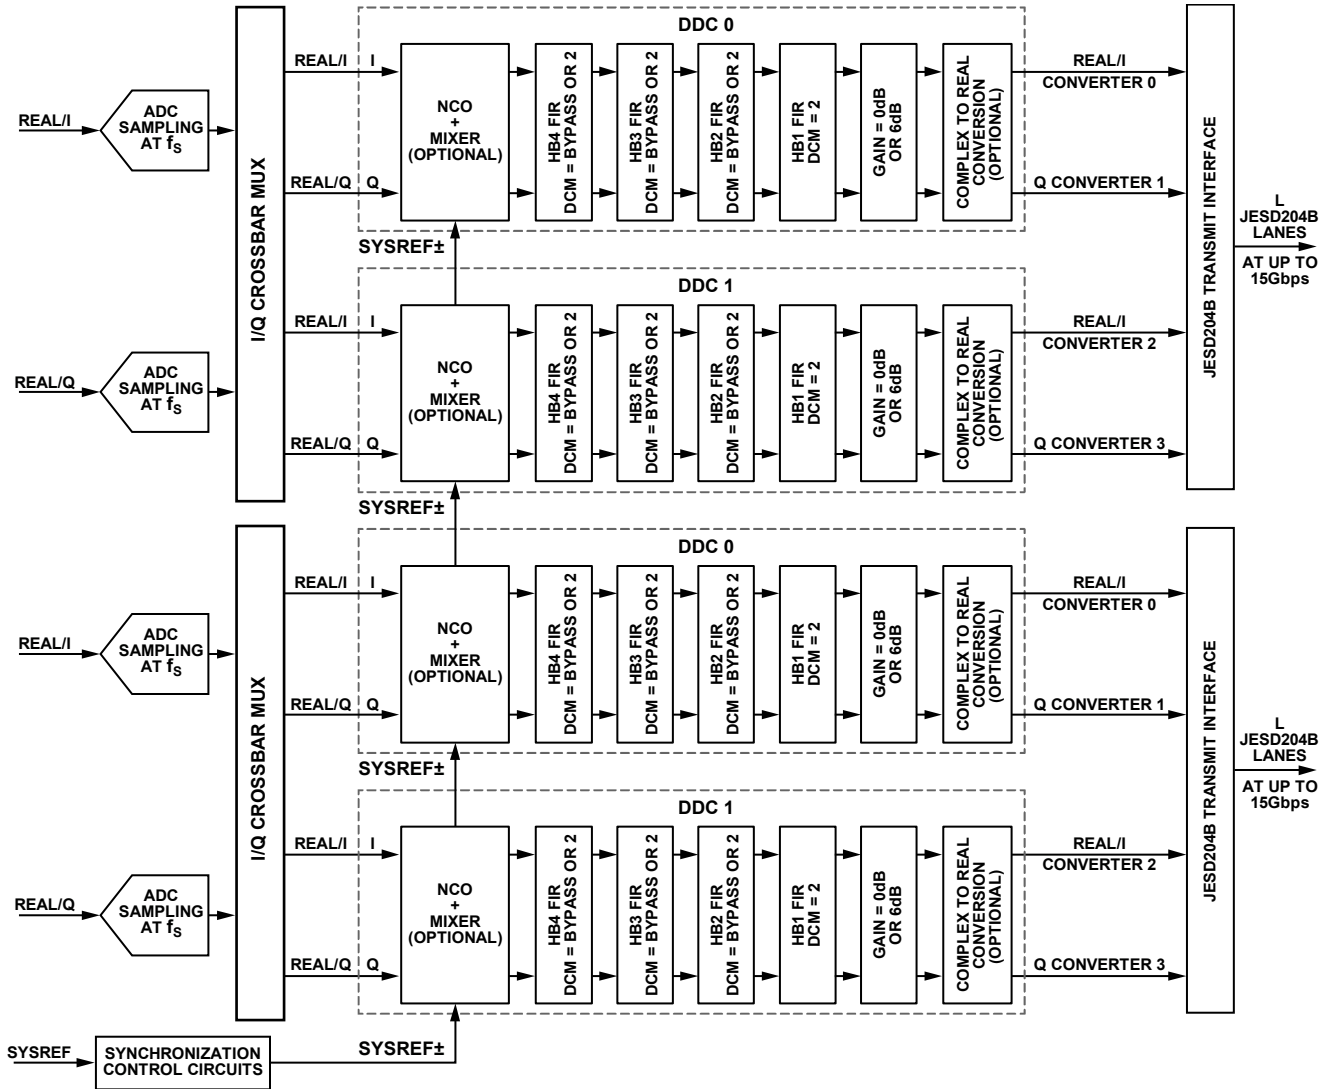 DDC 0
REAL/I
ADC
SAMPLING
AT fS
I/Q CROSSBAR MUX
REAL/I I
REAL/Q Q
NCO
+
MIXER
(OPTIONAL)
HB4 FIR
DCM = BYPASS OR 2
HB3 FIR
DCM = BYPASS OR 2
HB2 FIR
DCM = BYPASS OR 2
HB1 FIR
DCM = 2
GAIN = 0dB
OR 6dB
COMPLEX TO REAL
CONVERSION
(OPTIONAL)
REAL/I
CONVERTER 0
Q CONVERTER 1
JESD204B TRANSMIT INTERFACE
L
JESD204B
LANES
AT UP TO
15Gbps
SYSREF±
DDC 1
REAL/Q
ADC
SAMPLING
AT fS
REAL/I I
REAL/Q Q
NCO
+
MIXER
(OPTIONAL)
HB4 FIR
DCM = BYPASS OR 2
HB3 FIR
DCM = BYPASS OR 2
HB2 FIR
DCM = BYPASS OR 2
HB1 FIR
DCM = 2
GAIN = 0dB
OR 6dB
COMPLEX TO REAL
CONVERSION
(OPTIONAL)
REAL/I
CONVERTER 2
Q CONVERTER 3
SYSREF±
DDC 0
REAL/I
ADC
SAMPLING
AT fS
I/Q CROSSBAR MUX
REAL/I I
REAL/Q Q
NCO
+
MIXER
(OPTIONAL)
HB4 FIR
DCM = BYPASS OR 2
HB3 FIR
DCM = BYPASS OR 2
HB2 FIR
DCM = BYPASS OR 2
HB1 FIR
DCM = 2
GAIN = 0dB
OR 6dB
COMPLEX TO REAL
CONVERSION
(OPTIONAL)
REAL/I
CONVERTER 0
Q CONVERTER 1
JESD204B TRANSMIT INTERFACE
L
JESD204B
LANES
AT UP TO
15Gbps
SYSREF±
DDC 1
REAL/Q
ADC
SAMPLING
AT fS
REAL/I I
REAL/Q Q
NCO
+
MIXER
(OPTIONAL)
HB4 FIR
DCM = BYPASS OR 2
HB3 FIR
DCM = BYPASS OR 2
HB2 FIR
DCM = BYPASS OR 2
HB1 FIR
DCM = 2
GAIN = 0dB
OR 6dB
COMPLEX TO REAL
CONVERSION
(OPTIONAL)
REAL/I
CONVERTER 2
Q CONVERTER 3
SYSREF
SYNCHRONIZATION
CONTROL CIRCUITS
SYSREF±